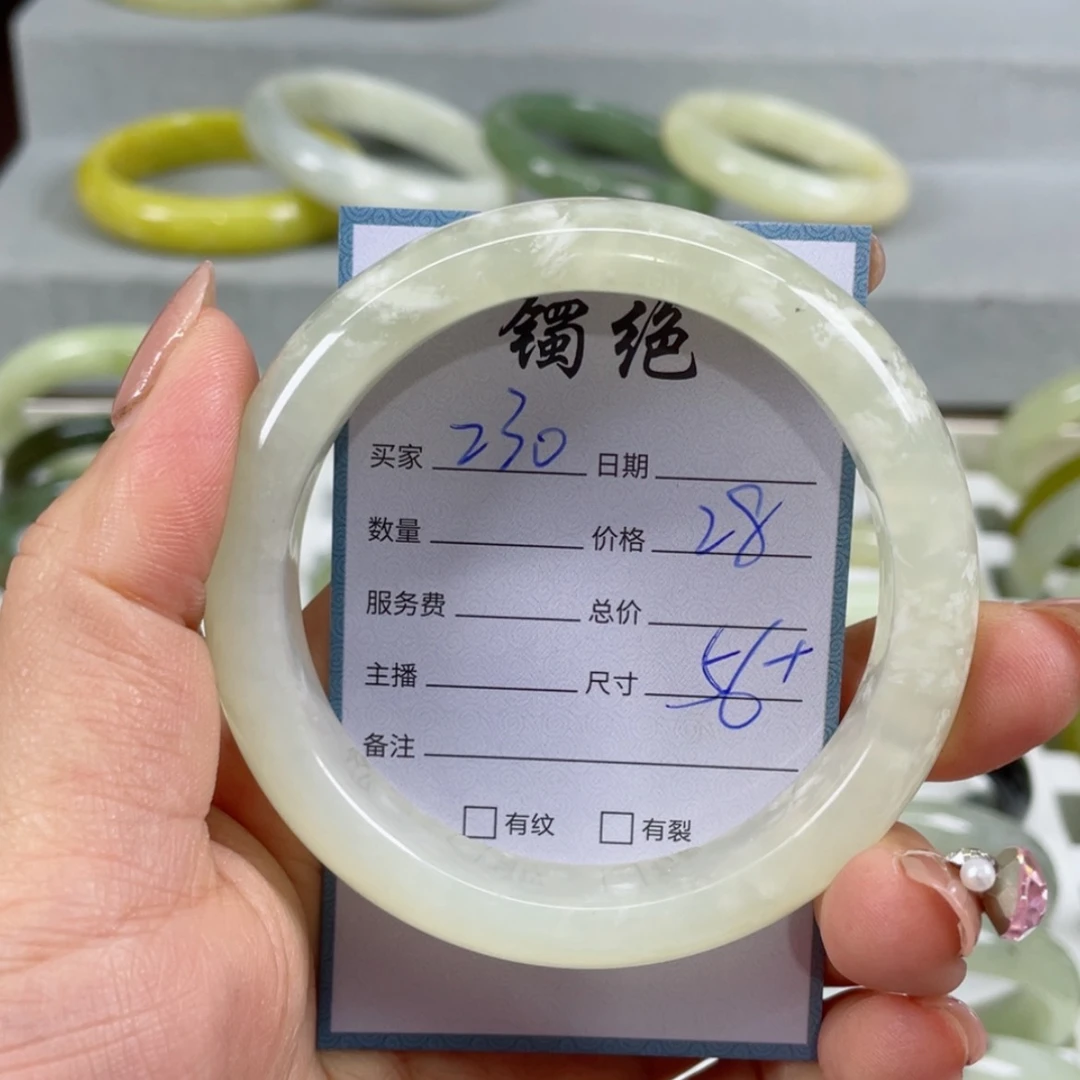 镯绝
买家 230 日期
数量 价格 28
服务费 总价
主播 尺寸 56+
备注
□有纹 □有裂